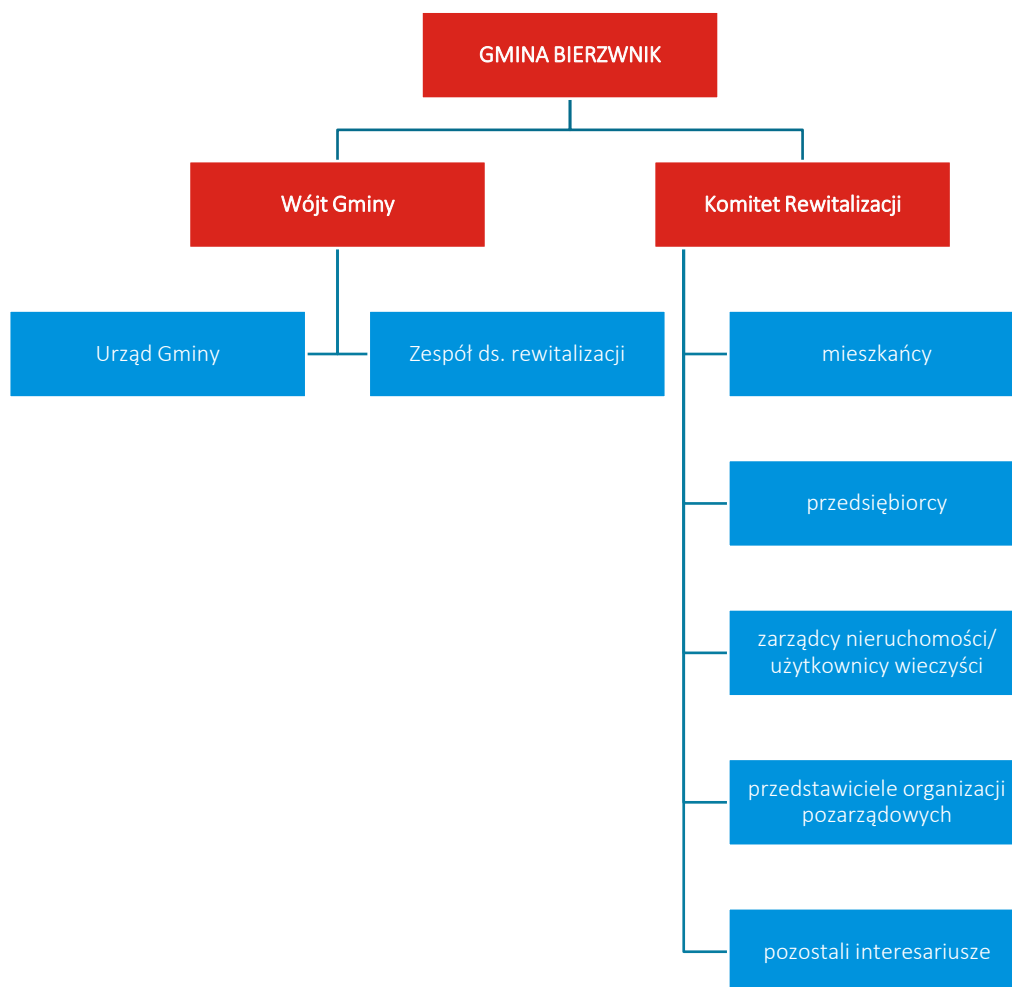 GMINA BIERZWNIK
Wójt Gminy
Komitet Rewitalizacji
Urząd Gminy
Zespół ds. rewitalizacji
mieszkańcy
przedsiębiorcy
zarządcy nieruchomości/
użytkownicy wieczyści
przedstawiciele organizacji
pozarządowych
pozostali interesariusze